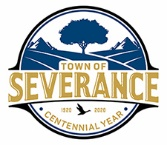 TOWN OF
SEVERANCE
1920 2020
• CENTENNIAL YEAR •